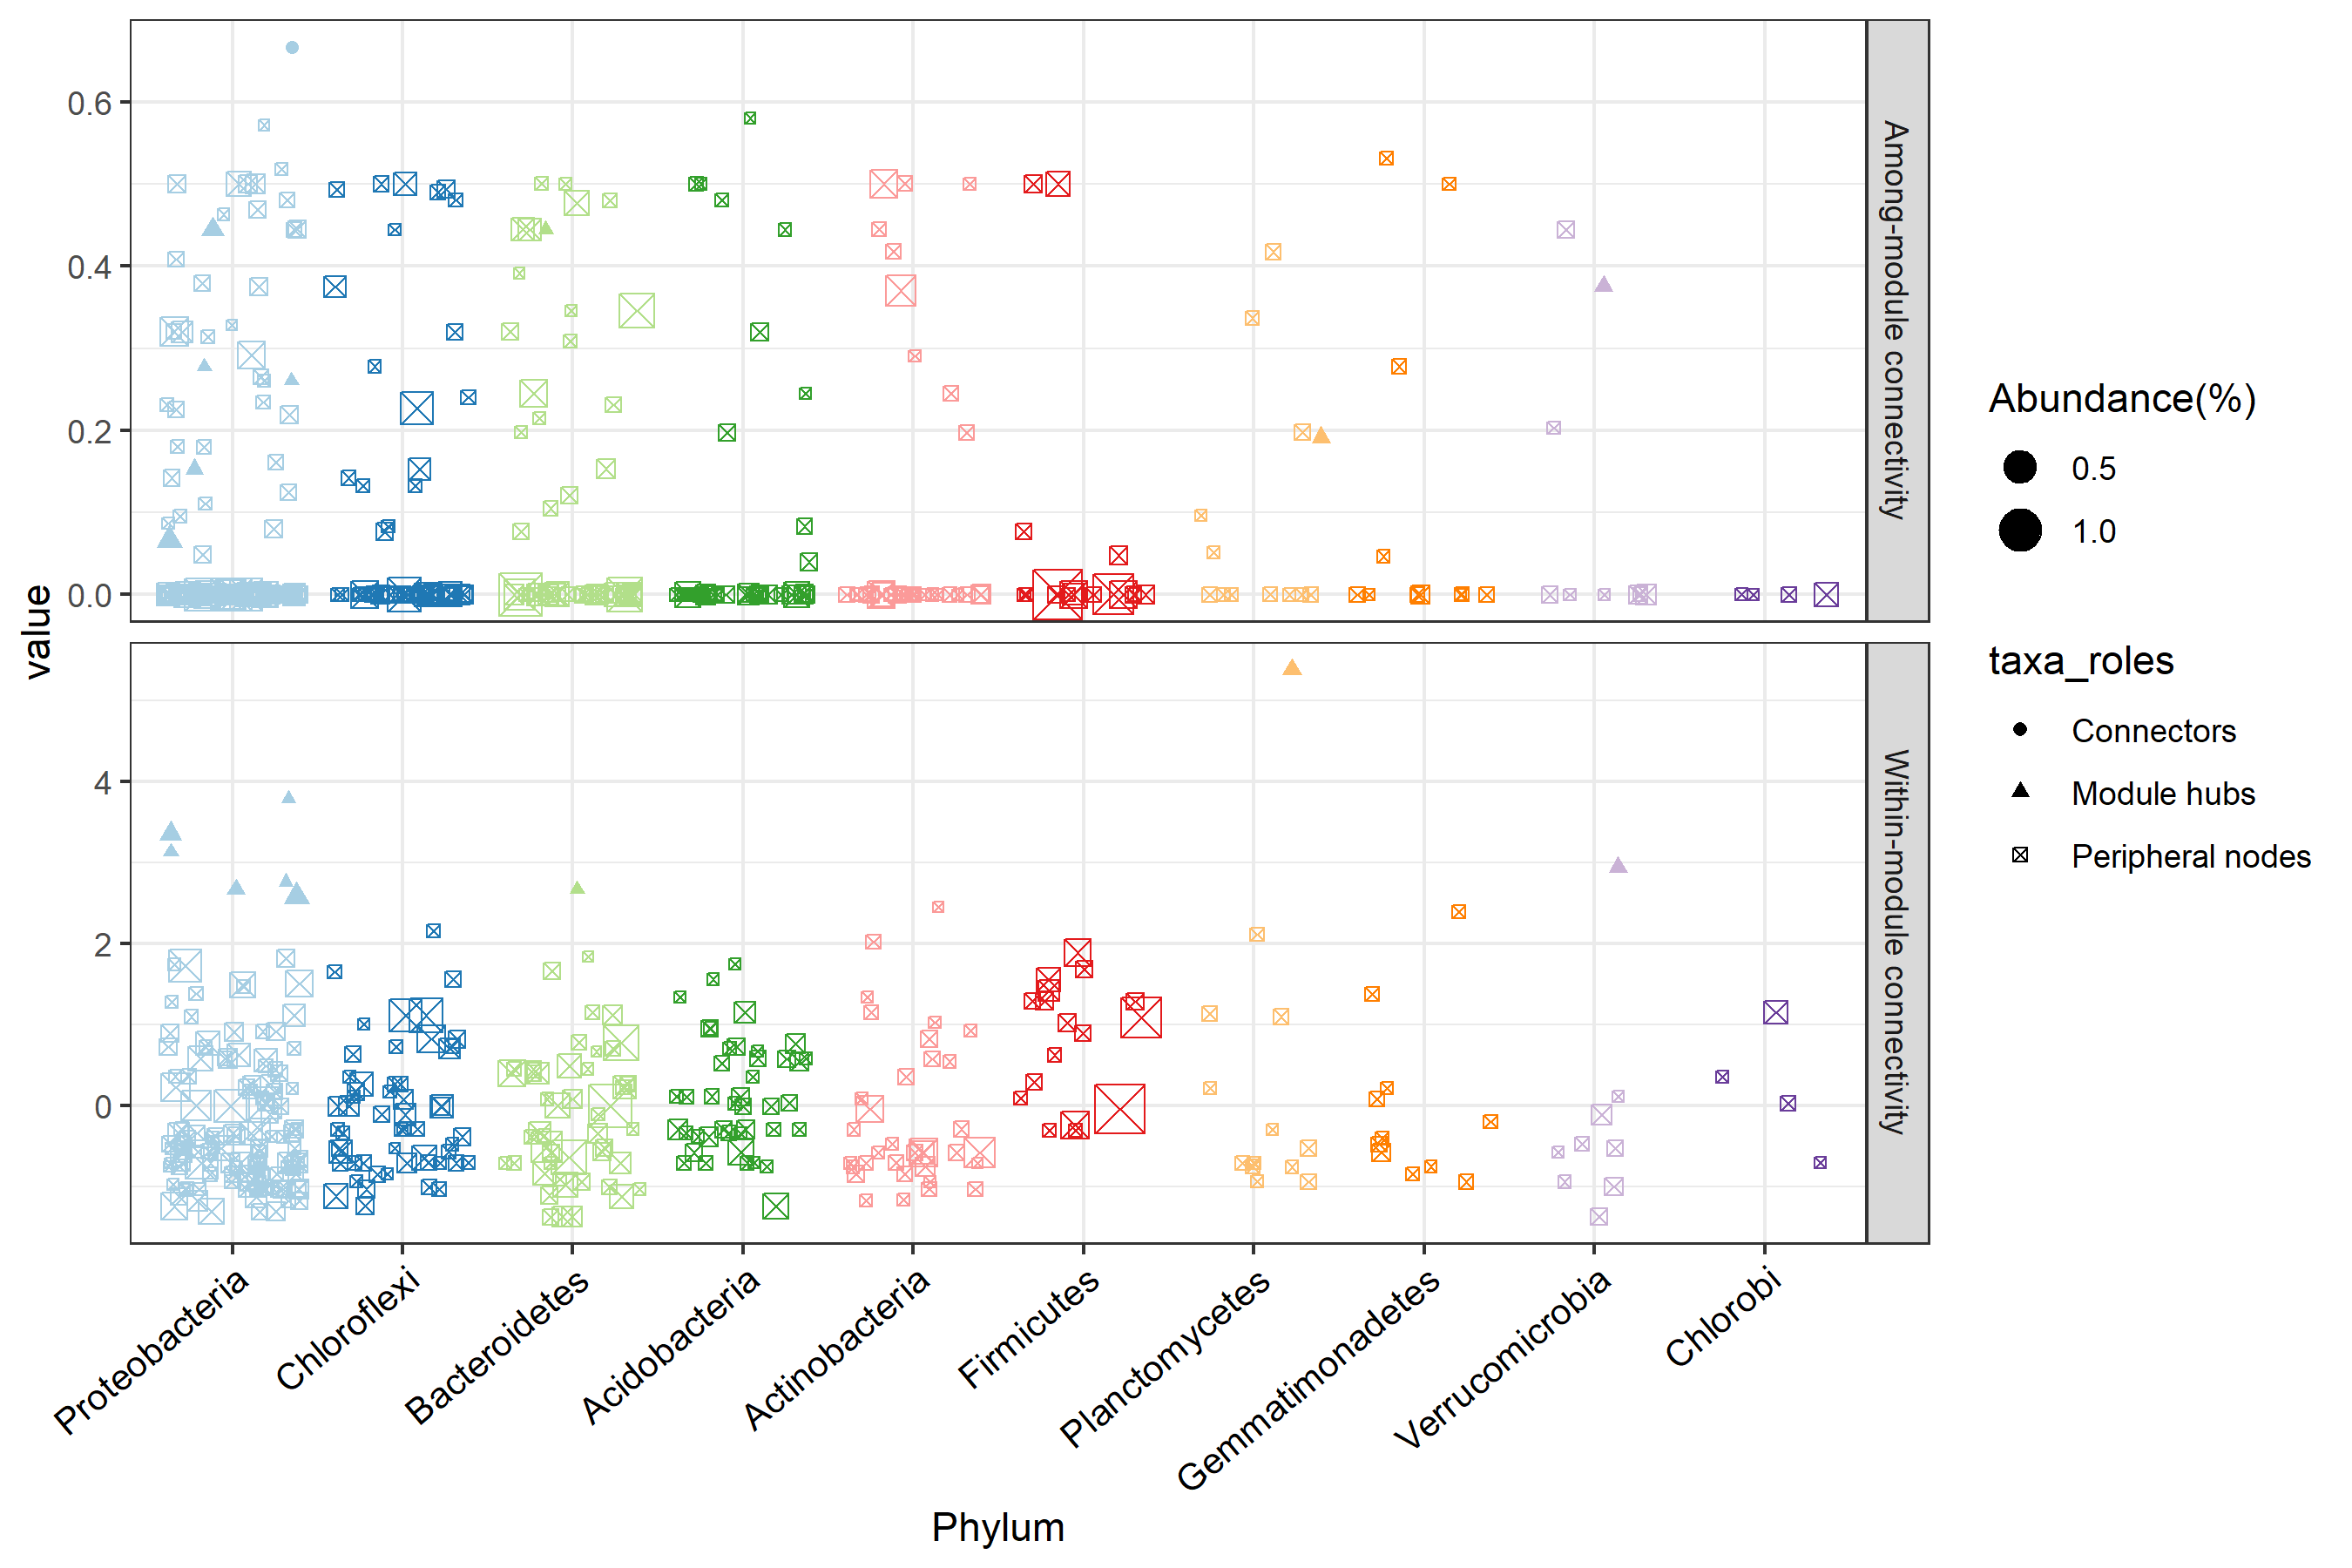 value
0.6
0.4
0.2
0.0
Among-module connectivity
4
2
0
Within-module connectivity
Proteobacteria
Chloroflexi
Bacteroidetes
Acidobacteria
Actinobacteria
Firmicutes
Planctomycetes
Gemmatimonadetes
Verrucomicrobia
Chlorobi
Phylum
Abundance(%)
0.5
1.0
taxa_roles
Connectors
Module hubs
Peripheral nodes